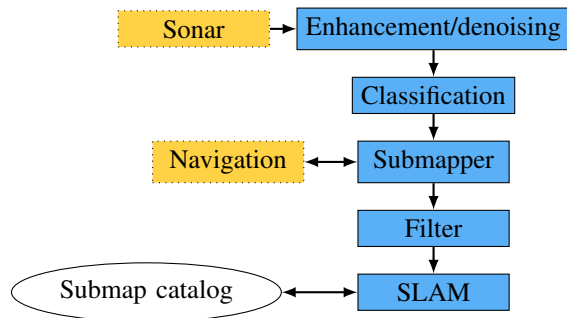 Sonar
Enhancement/denoising
Classification
Navigation
Submapper
Filter
Submap catalog
SLAM